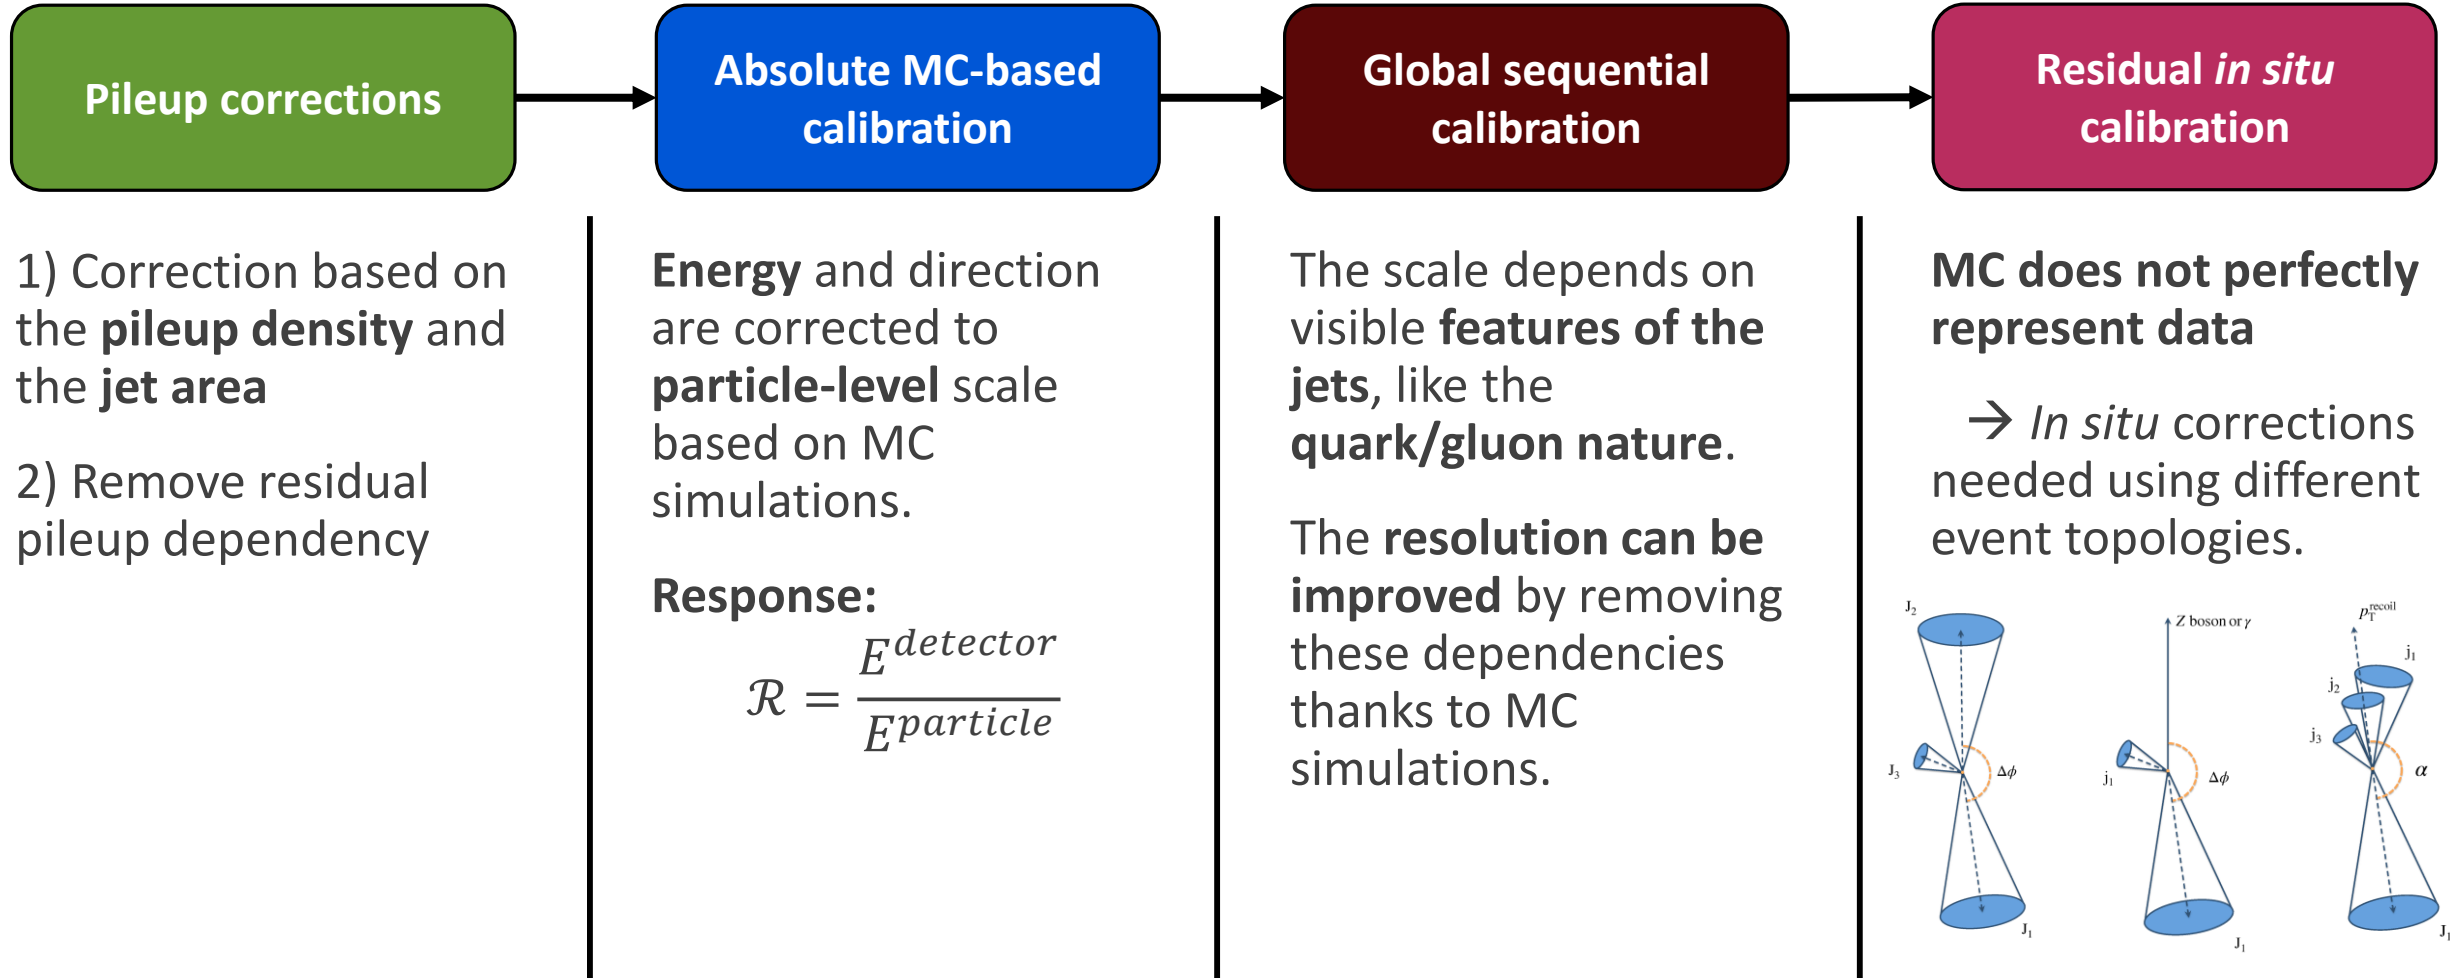 Pileup corrections
Absolute MC-based
calibration
Global sequential
calibration
Residual in situ
calibration
1) Correction based on
the pileup density and
the jet area
2) Remove residual
pileup dependency
Energy and direction
are corrected to
particle-level scale
based on MC
simulations.
Response:
ℛ = E^detector / E^particle
The scale depends on
visible features of the
jets, like the
quark/gluon nature.
The resolution can be
improved by removing
these dependencies
thanks to MC
simulations.
MC does not perfectly
represent data
→ In situ corrections
needed using different
event topologies.
J₂
J₃
Δϕ
J₁
Z boson or γ
j₁
Δϕ
J₁
p_T^recoil
j₁
j₂
j₃
α
J₁